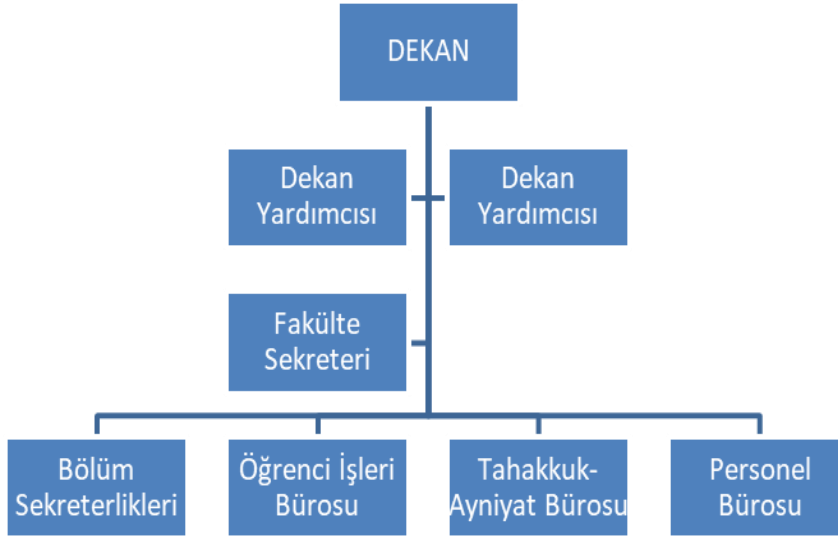 DEKAN
Dekan
Yardımcısı
Dekan
Yardımcısı
Fakülte
Sekreteri
Bölüm
Sekreterlikleri
Öğrenci İşleri
Bürosu
Tahakkuk-
Ayniyat Bürosu
Personel
Bürosu